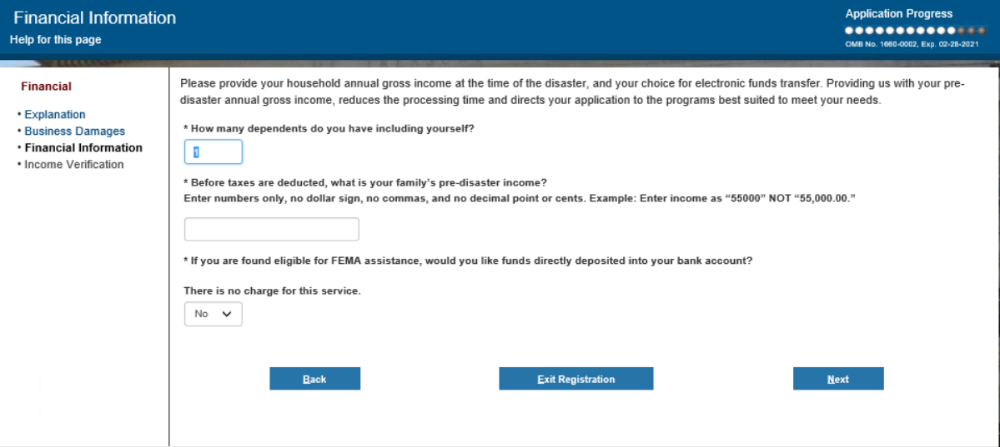 Financial Information
Help for this page
Application Progress
OMB No. 1660-0002, Exp. 02-28-2021
Financial
• Explanation
• Business Damages
• Financial Information
• Income Verification
Please provide your household annual gross income at the time of the disaster, and your choice for electronic funds transfer. Providing us with your pre-
disaster annual gross income, reduces the processing time and directs your application to the programs best suited to meet your needs.
* How many dependents do you have including yourself?
1
* Before taxes are deducted, what is your family's pre-disaster income?
Enter numbers only, no dollar sign, no commas, and no decimal point or cents. Example: Enter income as “55000” NOT “55,000.00.”
* If you are found eligible for FEMA assistance, would you like funds directly deposited into your bank account?
There is no charge for this service.
No
Back
Exit Registration
Next